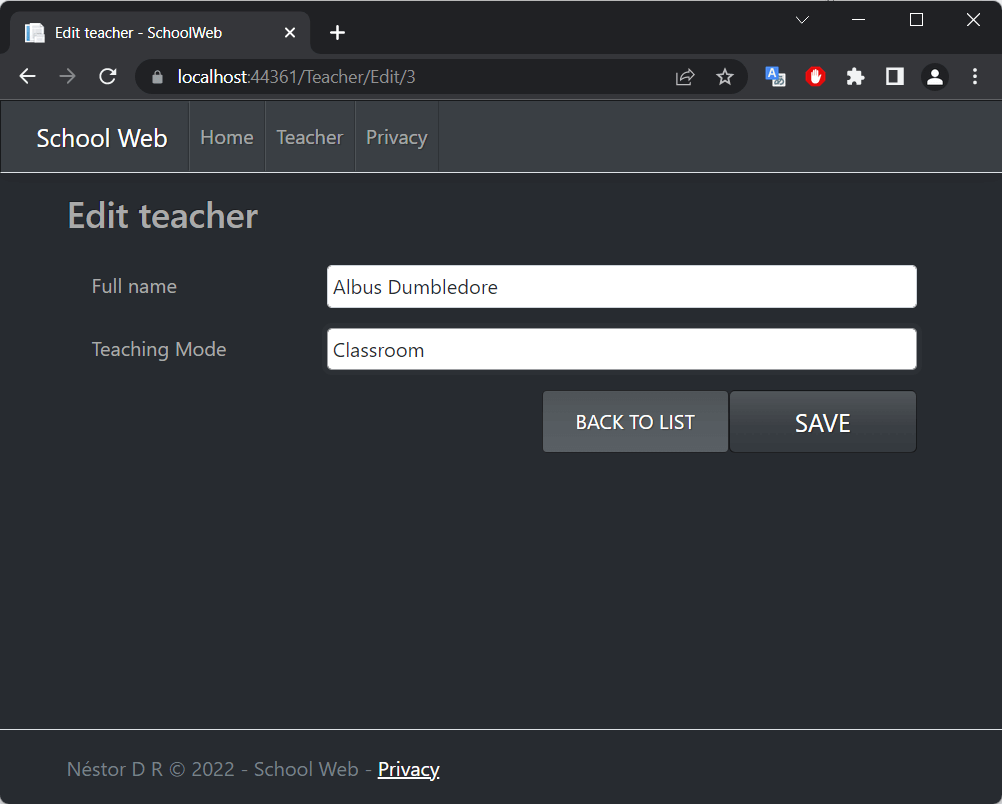 Edit teacher - SchoolWeb
localhost:44361/Teacher/Edit/3
School Web Home Teacher Privacy
Edit teacher
Full name Albus Dumbledore
Teaching Mode Classroom
BACK TO LIST SAVE
Néstor D R © 2022 - School Web - Privacy